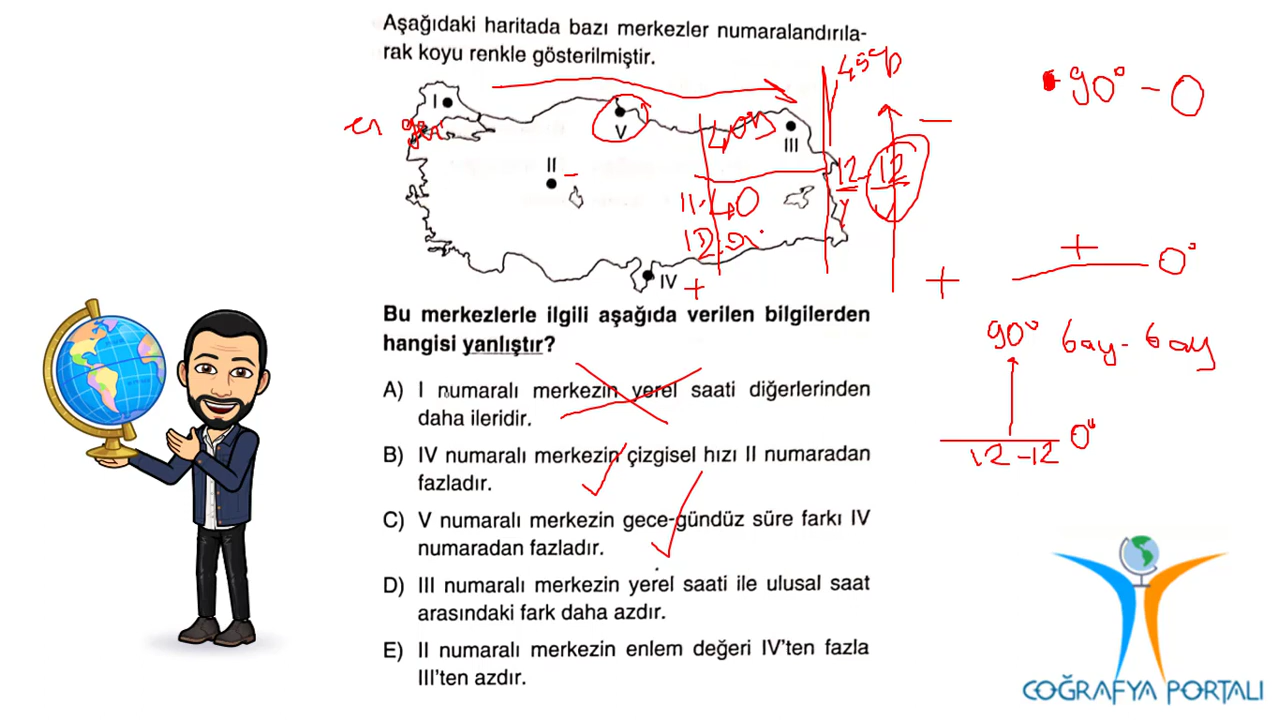 Aşağıdaki haritada bazı merkezler numaralandırıla-
rak koyu renkle gösterilmiştir.
45°D
90° - 0
I
V
III
II
IV
12
12
+
-
+
+ 0°
Bu merkezlerle ilgili aşağıda verilen bilgilerden
hangisi yanlıştır?
90° 6ay - 6ay
A) I numaralı merkezin yerel saati diğerlerinden
daha ileridir.
0°
12-12
B) IV numaralı merkezin çizgisel hızı II numaradan
fazladır.
C) V numaralı merkezin gece-gündüz süre farkı IV
numaradan fazladır.
D) III numaralı merkezin yerel saati ile ulusal saat
arasındaki fark daha azdır.
E) II numaralı merkezin enlem değeri IV'ten fazla
III'ten azdır.
COĞRAFYA PORTALI